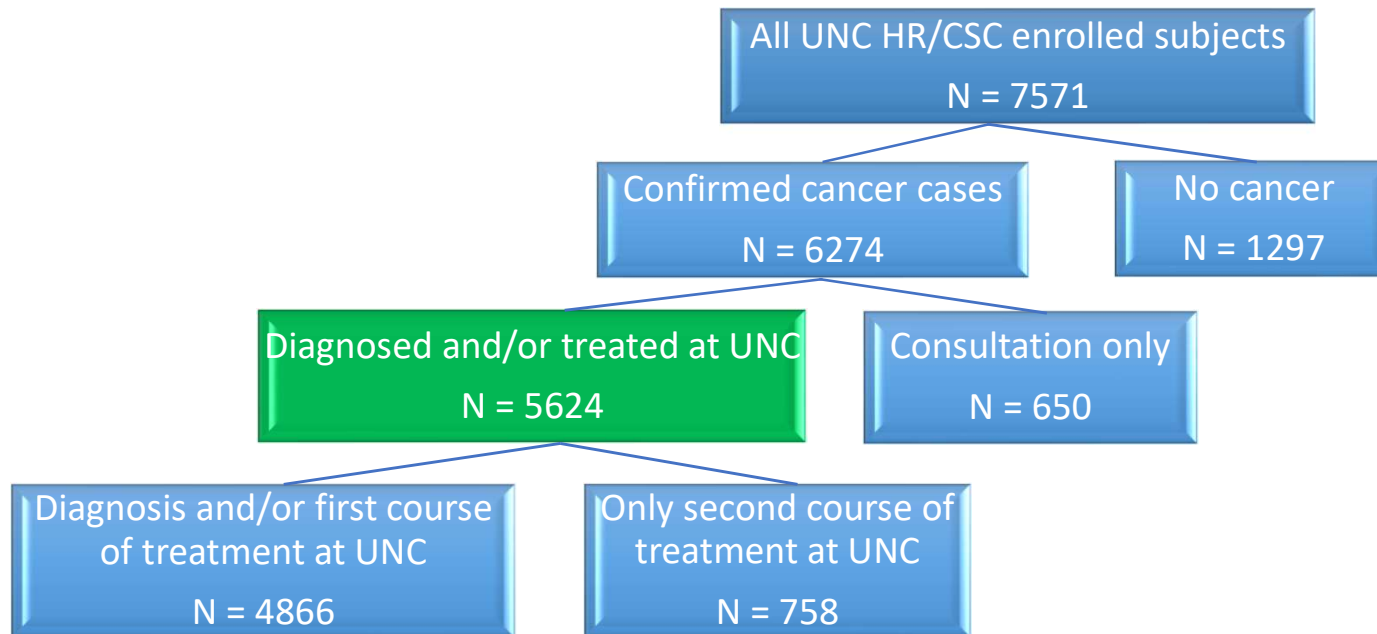 All UNC HR/CSC enrolled subjects
N = 7571
Confirmed cancer cases
N = 6274
No cancer
N = 1297
Diagnosed and/or treated at UNC
N = 5624
Consultation only
N = 650
Diagnosis and/or first course
of treatment at UNC
N = 4866
Only second course of
treatment at UNC
N = 758